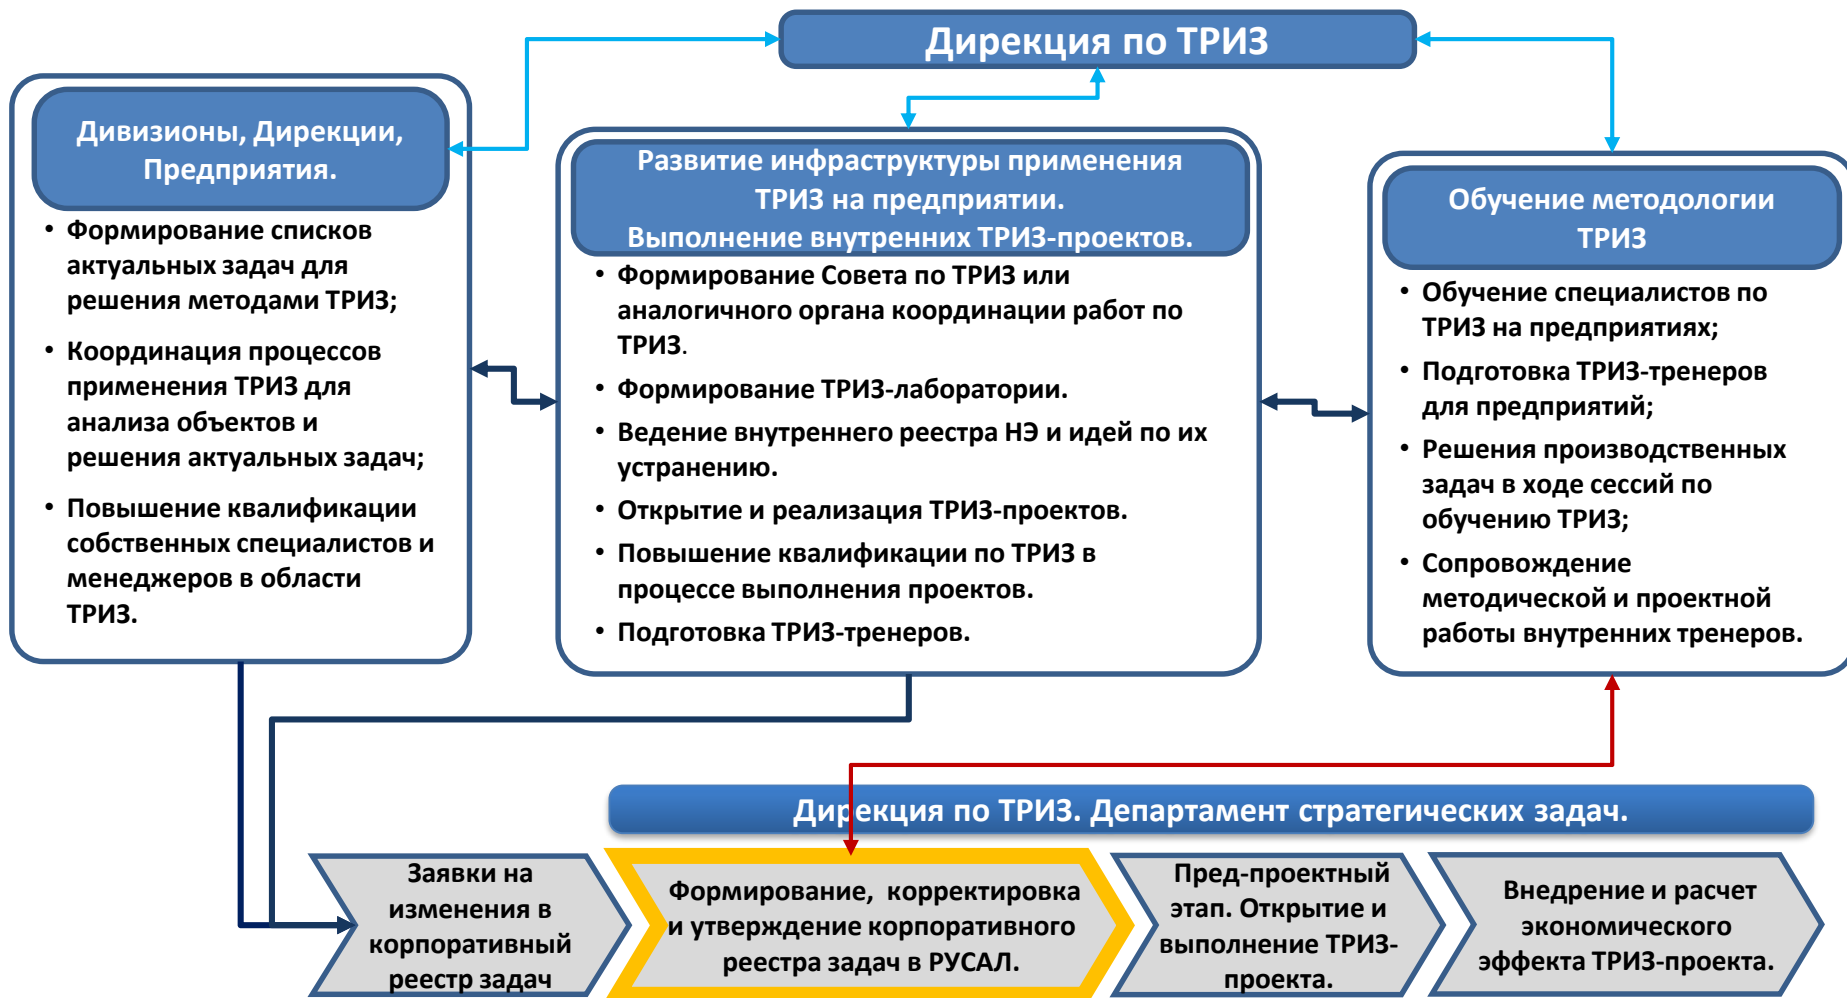 Дирекция по ТРИЗ
Дивизионы, Дирекции,
Предприятия.
• Формирование списков
актуальных задач для
решения методами ТРИЗ;
• Координация процессов
применения ТРИЗ для
анализа объектов и
решения актуальных задач;
• Повышение квалификации
собственных специалистов и
менеджеров в области
ТРИЗ.
Развитие инфраструктуры применения
ТРИЗ на предприятии.
Выполнение внутренних ТРИЗ-проектов.
• Формирование Совета по ТРИЗ или
аналогичного органа координации работ по
ТРИЗ.
• Формирование ТРИЗ-лаборатории.
• Ведение внутреннего реестра НЭ и идей по их
устранению.
• Открытие и реализация ТРИЗ-проектов.
• Повышение квалификации по ТРИЗ в
процессе выполнения проектов.
• Подготовка ТРИЗ-тренеров.
Обучение методологии
ТРИЗ
• Обучение специалистов по
ТРИЗ на предприятиях;
• Подготовка ТРИЗ-тренеров
для предприятий;
• Решения производственных
задач в ходе сессий по
обучению ТРИЗ;
• Сопровождение
методической и проектной
работы внутренних тренеров.
Дирекция по ТРИЗ. Департамент стратегических задач.
Заявки на
изменения в
корпоративный
реестр задач
Формирование, корректировка
и утверждение корпоративного
реестра задач в РУСАЛ.
Пред-проектный
этап. Открытие и
выполнение ТРИЗ-
проекта.
Внедрение и расчет
экономического
эффекта ТРИЗ-проекта.